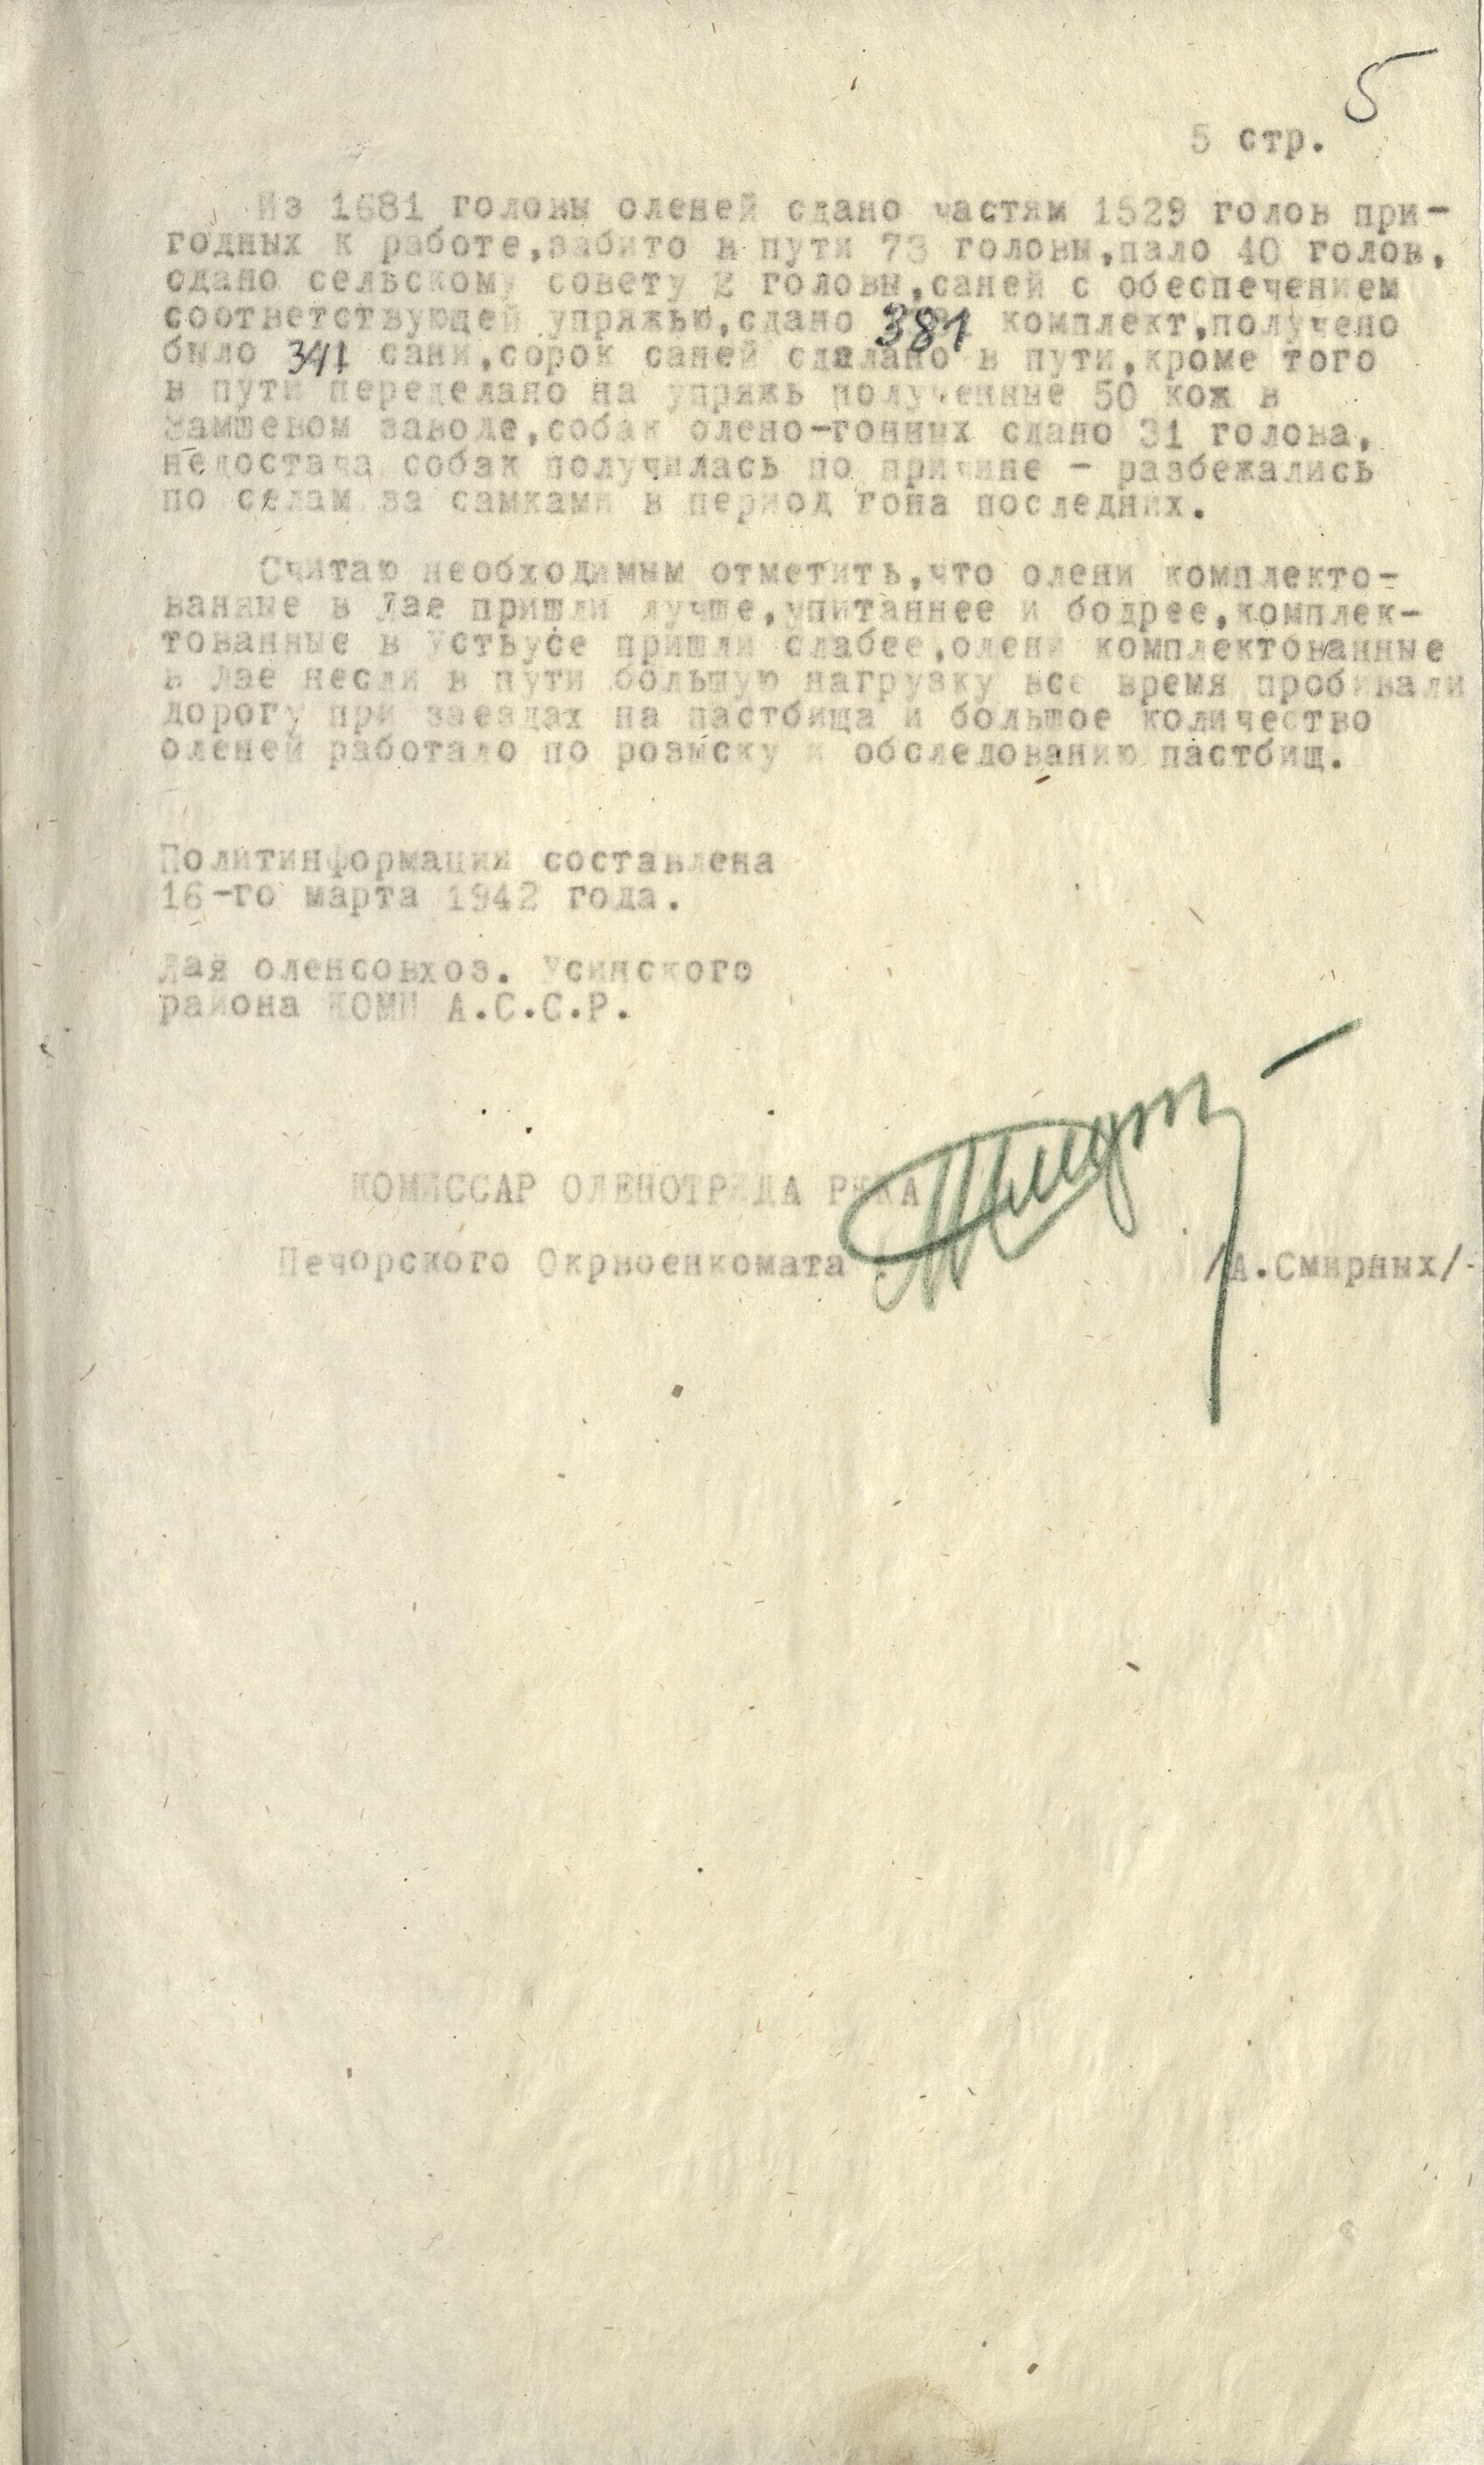 5
5 стр.
Из 1681 головы оленей сдано частям 1529 голов при-
годных к работе,забито в пути 73 головы,пало 40 голов,
сдано сельскому совету 2 головы,саней с обеспечением
соответствующей упряжью,сдано 381 комплект,получено
было 341 сани,сорок саней сделано в пути,кроме того
в пути переделано на упряжь полученные 50 кож в
Замшевом заводе,собак олено-гонных сдано 31 голова,
недостача собак получилась по причине - разбежались
по селам за самками в период гона последних.
Считаю необходимым отметить,что олени комплекто-
ванные в Лае пришли лучше,упитаннее и бодрее,комплек-
тованные в Устьусе пришли слабее,олени комплектованные
в Лае несли в пути большую нагрузку все время пробивали
дорогу при заездах на пастбища и большое количество
оленей работало по розыску и обследованию пастбищ.
Политинформация составлена
16-го марта 1942 года.
Лая оленсовхоз. Усинского
района КОМИ А.С.С.Р.
КОМИССАР ОЛЕНОТРЯДА РККА
Печорского Окрвоенкомата :
/А.Смирных/-